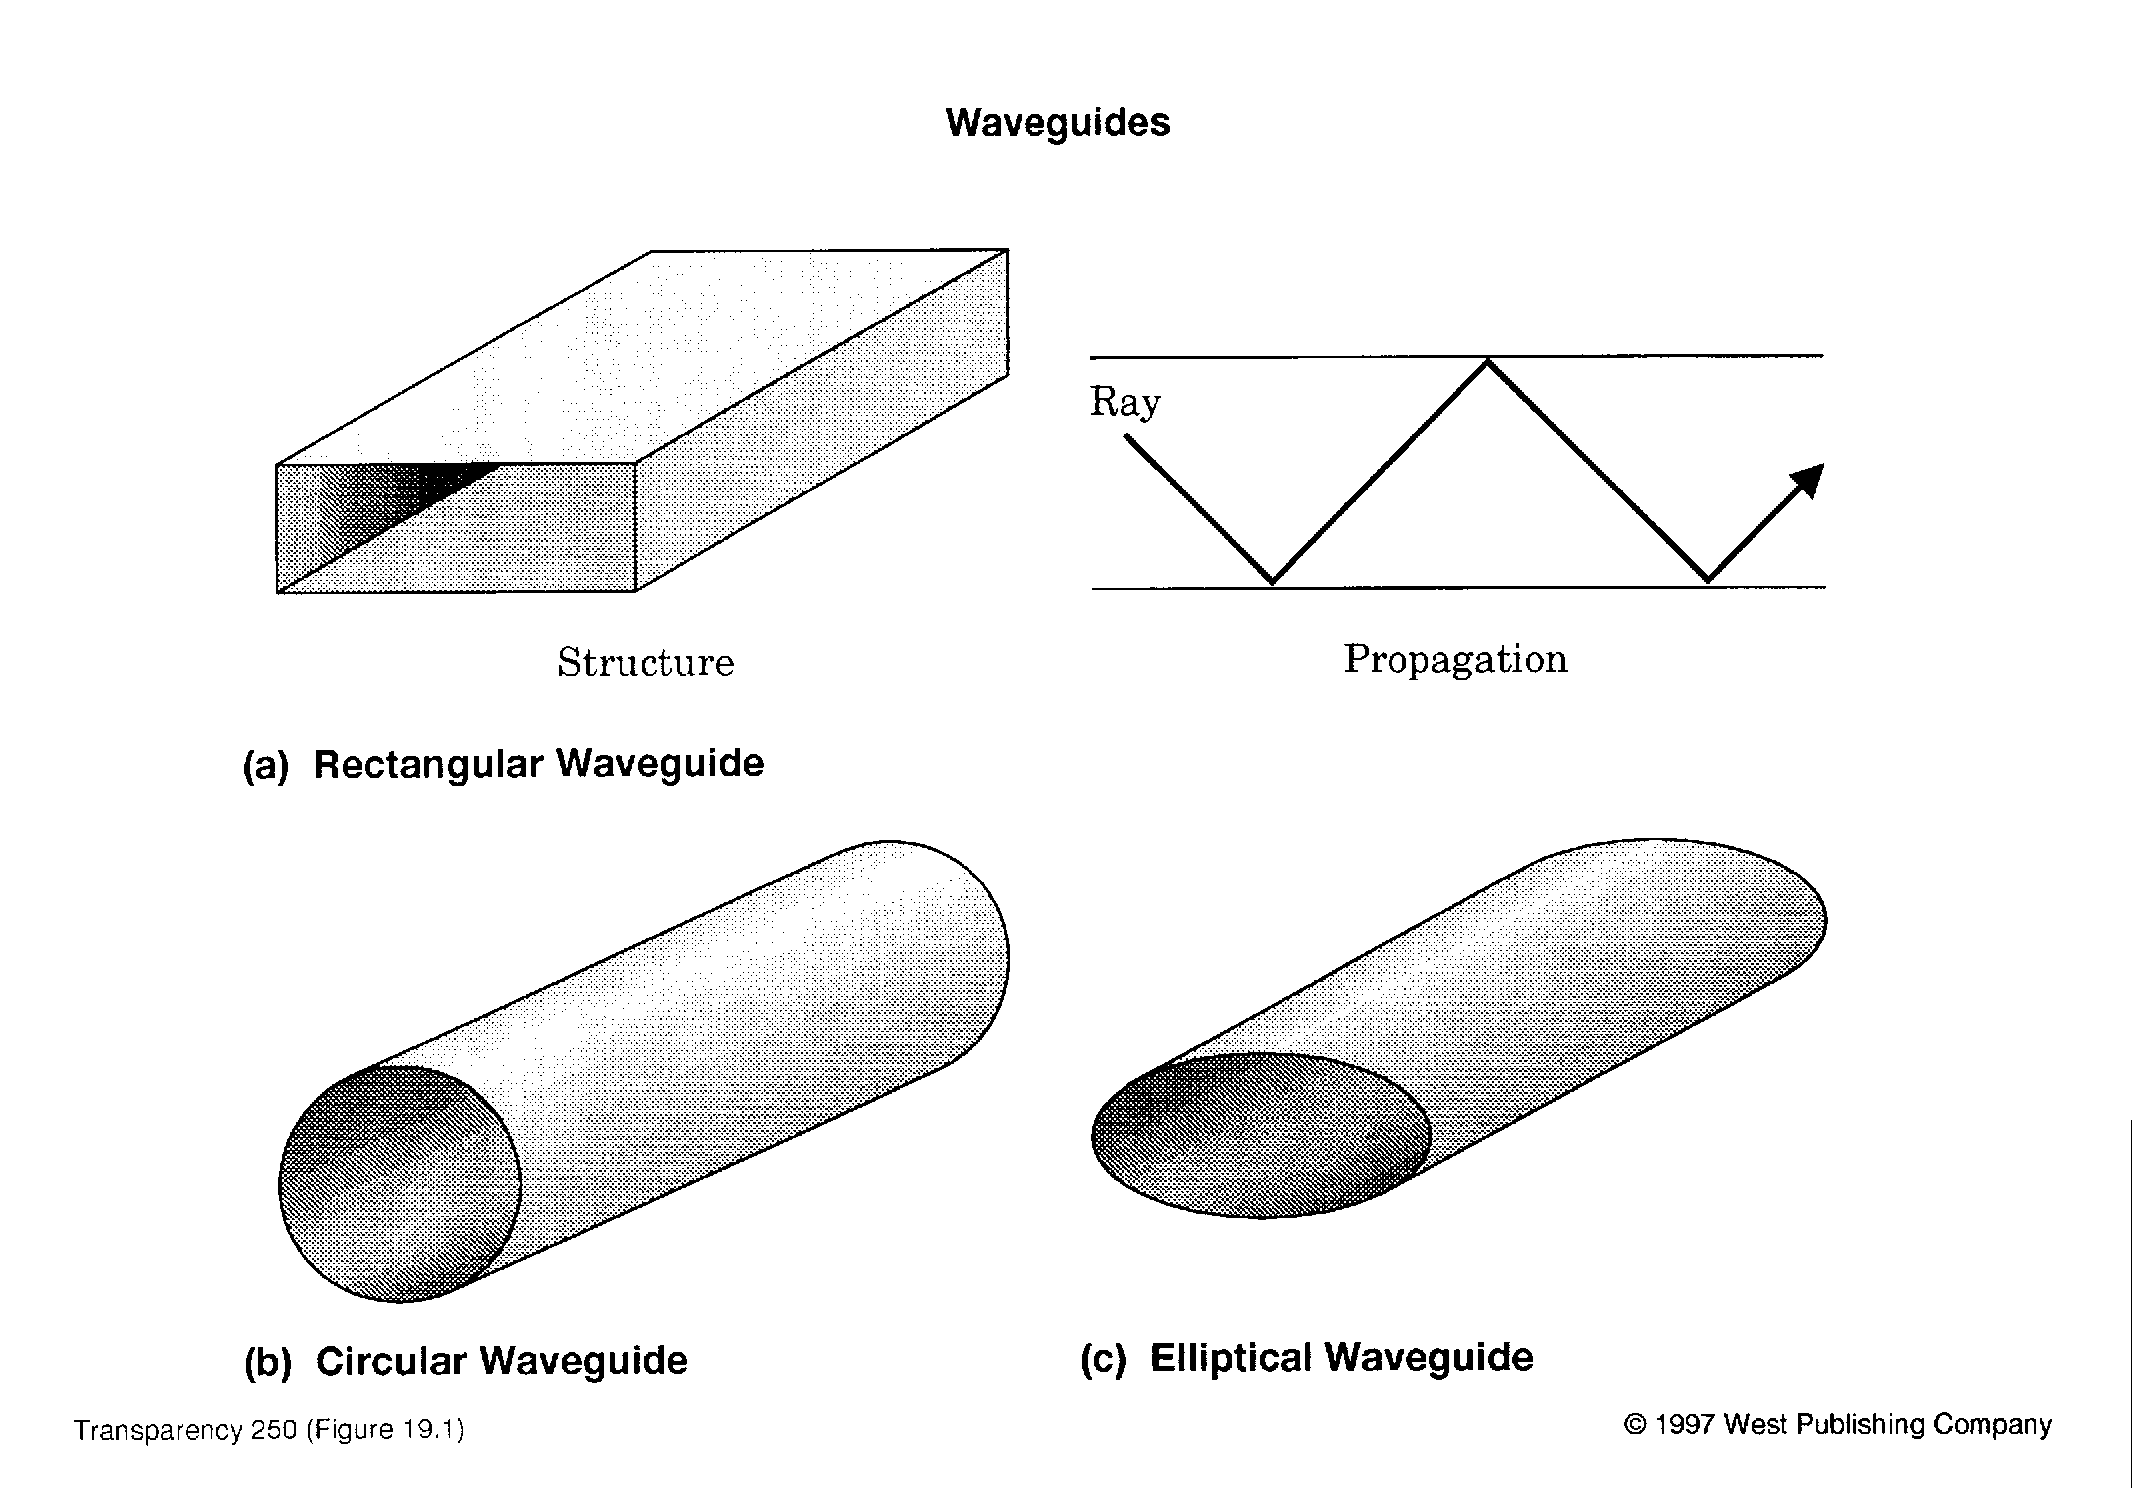 Waveguides
Ray
Structure
Propagation
(a) Rectangular Waveguide
(b) Circular Waveguide
(c) Elliptical Waveguide
Transparency 250 (Figure 19.1)
© 1997 West Publishing Company